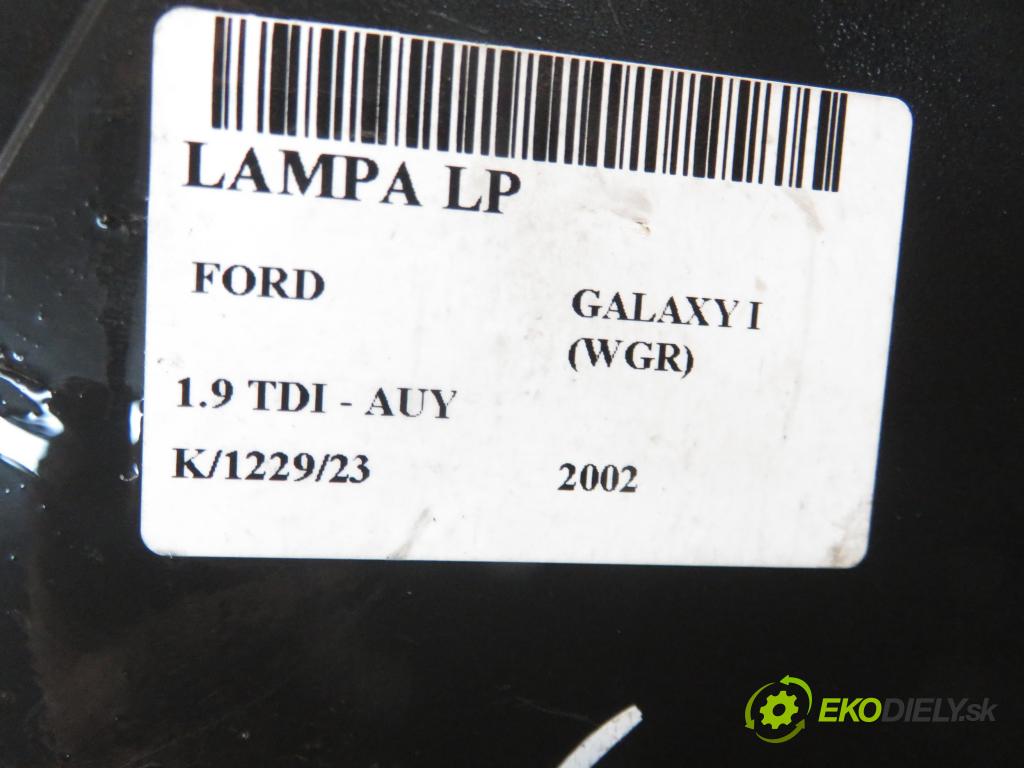 LAMPA LP
FORD
GALAXY I
(WGR)
1.9 TDI - AUY
K/1229/23
2002
EKODIELY.sk